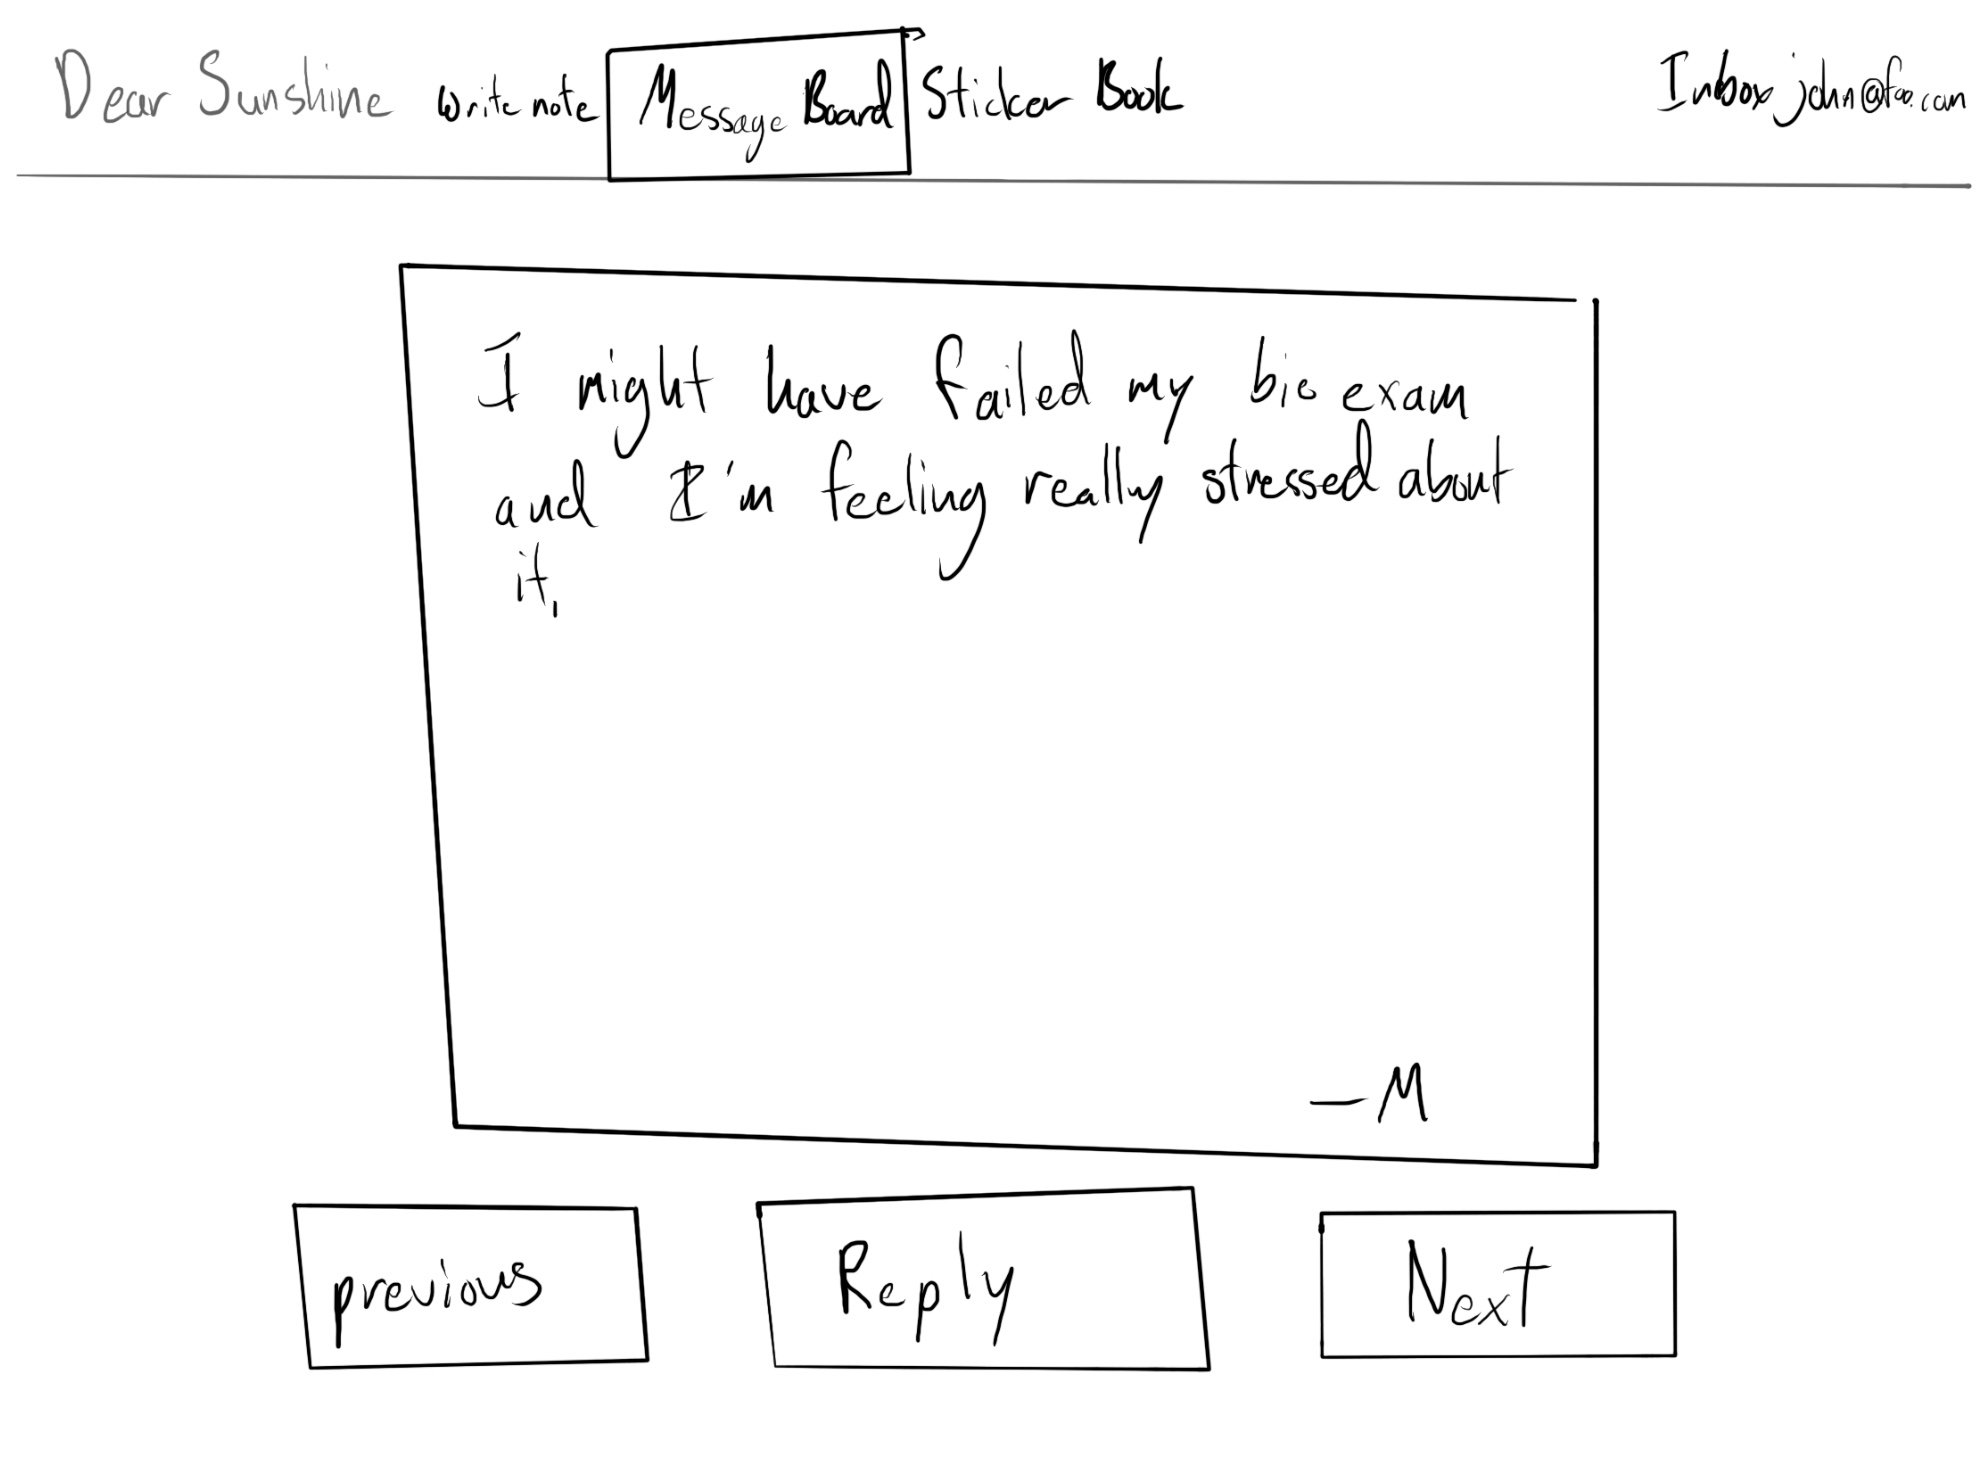 Dear Sunshine write note Message Board Sticker Book Inbox john@foo.com
I might have failed my bio exam
and I'm feeling really stressed about
it.
—M
previous Reply Next